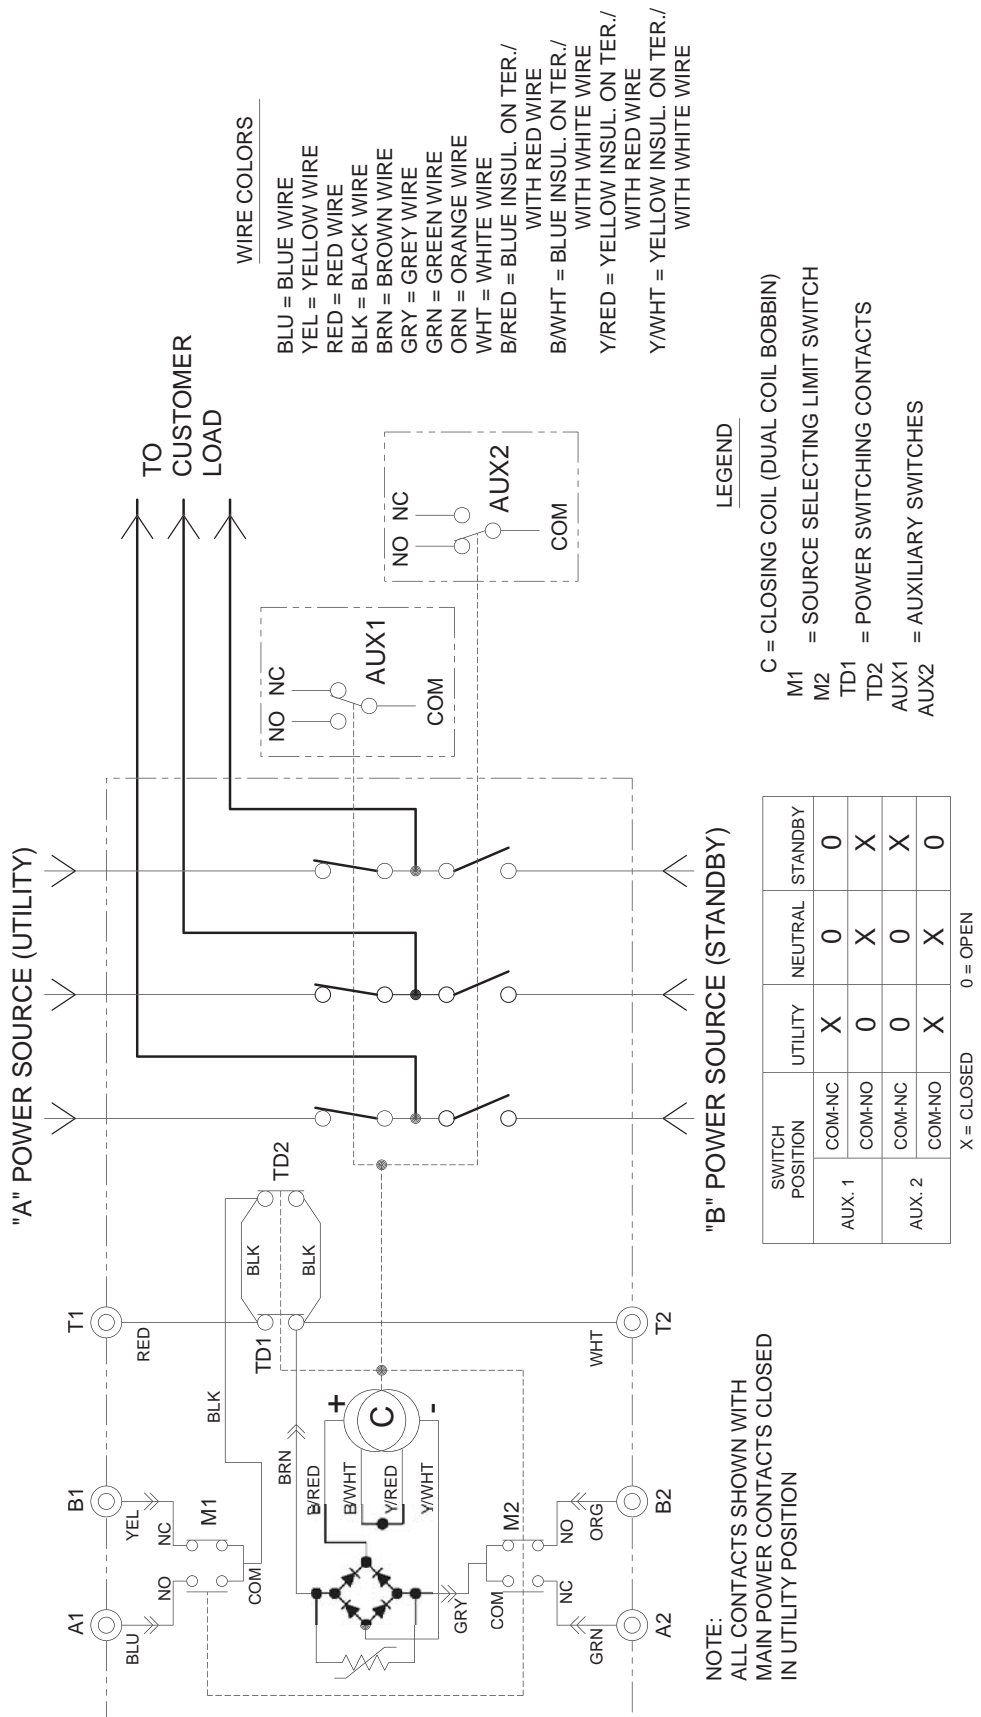 "A" POWER SOURCE (UTILITY)
TO
CUSTOMER
LOAD
WIRE COLORS
BLU = BLUE WIRE
YEL = YELLOW WIRE
RED = RED WIRE
BLK = BLACK WIRE
BRN = BROWN WIRE
GRY = GREY WIRE
GRN = GREEN WIRE
ORN = ORANGE WIRE
WHT = WHITE WIRE
B/RED = BLUE INSUL. ON TER./
WITH RED WIRE
B/WHT = BLUE INSUL. ON TER./
WITH WHITE WIRE
Y/RED = YELLOW INSUL. ON TER./
WITH RED WIRE
Y/WHT = YELLOW INSUL. ON TER./
WITH WHITE WIRE
A1
B1
T1
BLU
YEL
RED
NO
NC
M1
COM
BLK
BRN
TD1
BLK
BLK
TD2
B/RED
B/WHT
Y/RED
Y/WHT
+
C
-
GRY
COM
M2
NC
NO
GRN
ORG
WHT
A2
B2
T2
NO
NC
AUX1
COM
NO
NC
AUX2
COM
"B" POWER SOURCE (STANDBY)
LEGEND
C = CLOSING COIL (DUAL COIL BOBBIN)
M1
M2
= SOURCE SELECTING LIMIT SWITCH
TD1
TD2
= POWER SWITCHING CONTACTS
AUX1
AUX2
= AUXILIARY SWITCHES
SWITCH
POSITION
UTILITY
NEUTRAL
STANDBY
AUX. 1
COM-NC X 0 0
COM-NO 0 X X
AUX. 2
COM-NC 0 0 X
COM-NO X X 0
X = CLOSED
0 = OPEN
NOTE:
ALL CONTACTS SHOWN WITH
MAIN POWER CONTACTS CLOSED
IN UTILITY POSITION